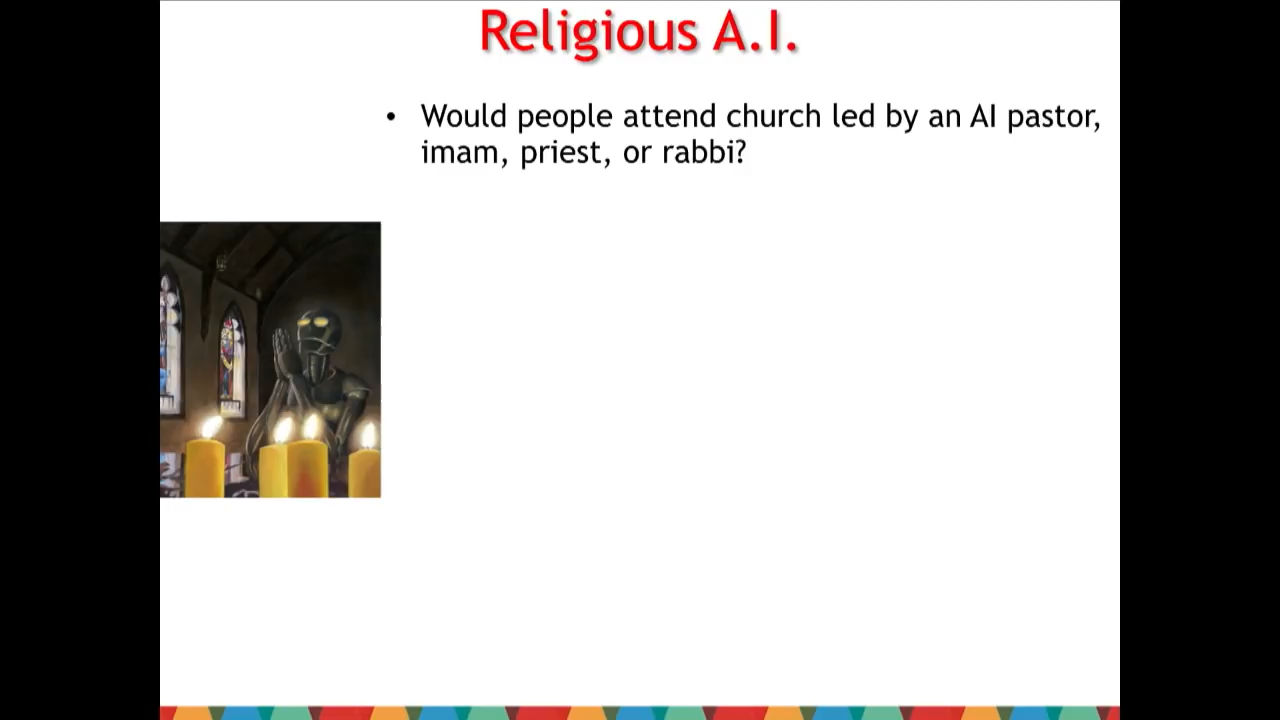 Religious A.I.
• Would people attend church led by an AI pastor,
imam, priest, or rabbi?